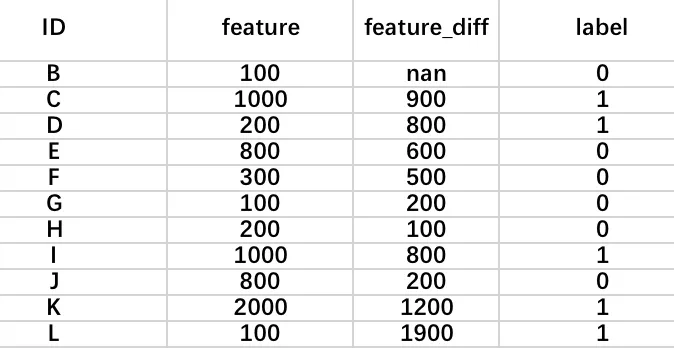 ID feature feature_diff label
B 100 nan 0
C 1000 900 1
D 200 800 1
E 800 600 0
F 300 500 0
G 100 200 0
H 200 100 0
I 1000 800 1
J 800 200 0
K 2000 1200 1
L 100 1900 1